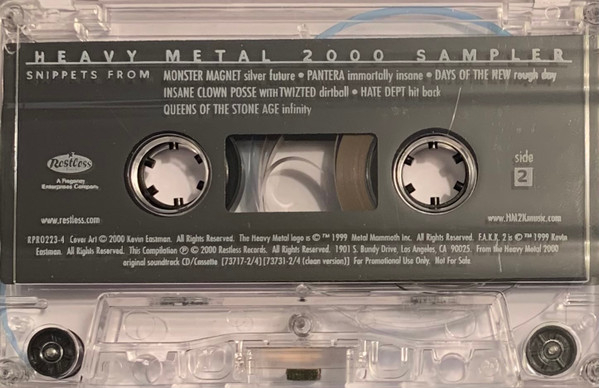 HEAVY METAL 2000 SAMPLER
SNIPPETS FROM MONSTER MAGNET silver future • PANTERA immortally insane • DAYS OF THE NEW rough day
INSANE CLOWN POSSE WITH TWIZTED dirtball • HATE DEPT hit back
QUEENS OF THE STONE AGE infinity
Restless
A Regency
Enterprises Company
side
2
www.restless.com
www.HM2Kmusic.com
RPRO223-4 Cover Art © 2000 Kevin Eastman. All Rights Reserved. The Heavy Metal logo is © ™ 1999 Metal Mammoth Inc. All Rights Reserved. F.A.K.K. 2 is © ™ 1999 Kevin
Eastman. All Rights Reserved. This Compilation ℗ © 2000 Restless Records. All Rights Reserved. 1901 S. Bundy Drive, Los Angeles, CA 90025. From the Heavy Metal 2000
original soundtrack CD/Cassette [73717-2/4] [73731-2/4 (clean version)] For Promotional Use Only. Not For Sale